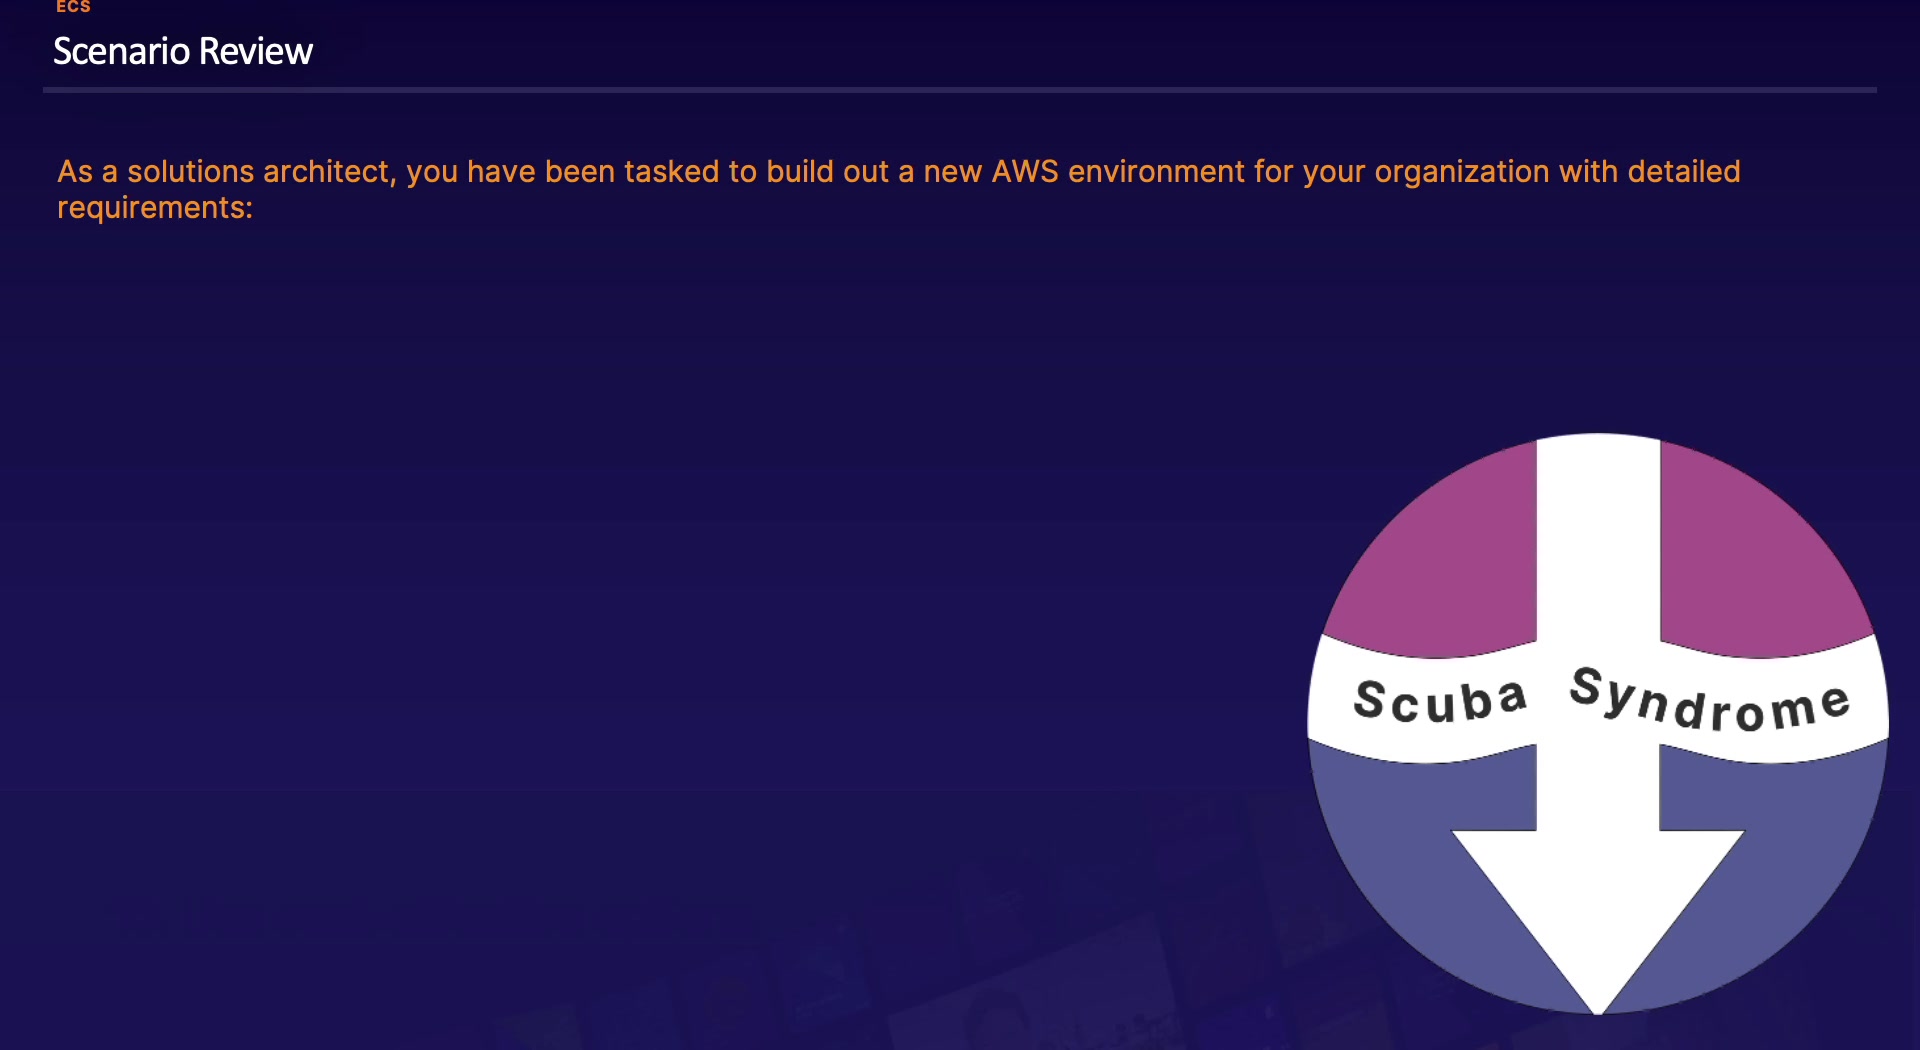 ECS
Scenario Review
As a solutions architect, you have been tasked to build out a new AWS environment for your organization with detailed
requirements:
Scuba Syndrome